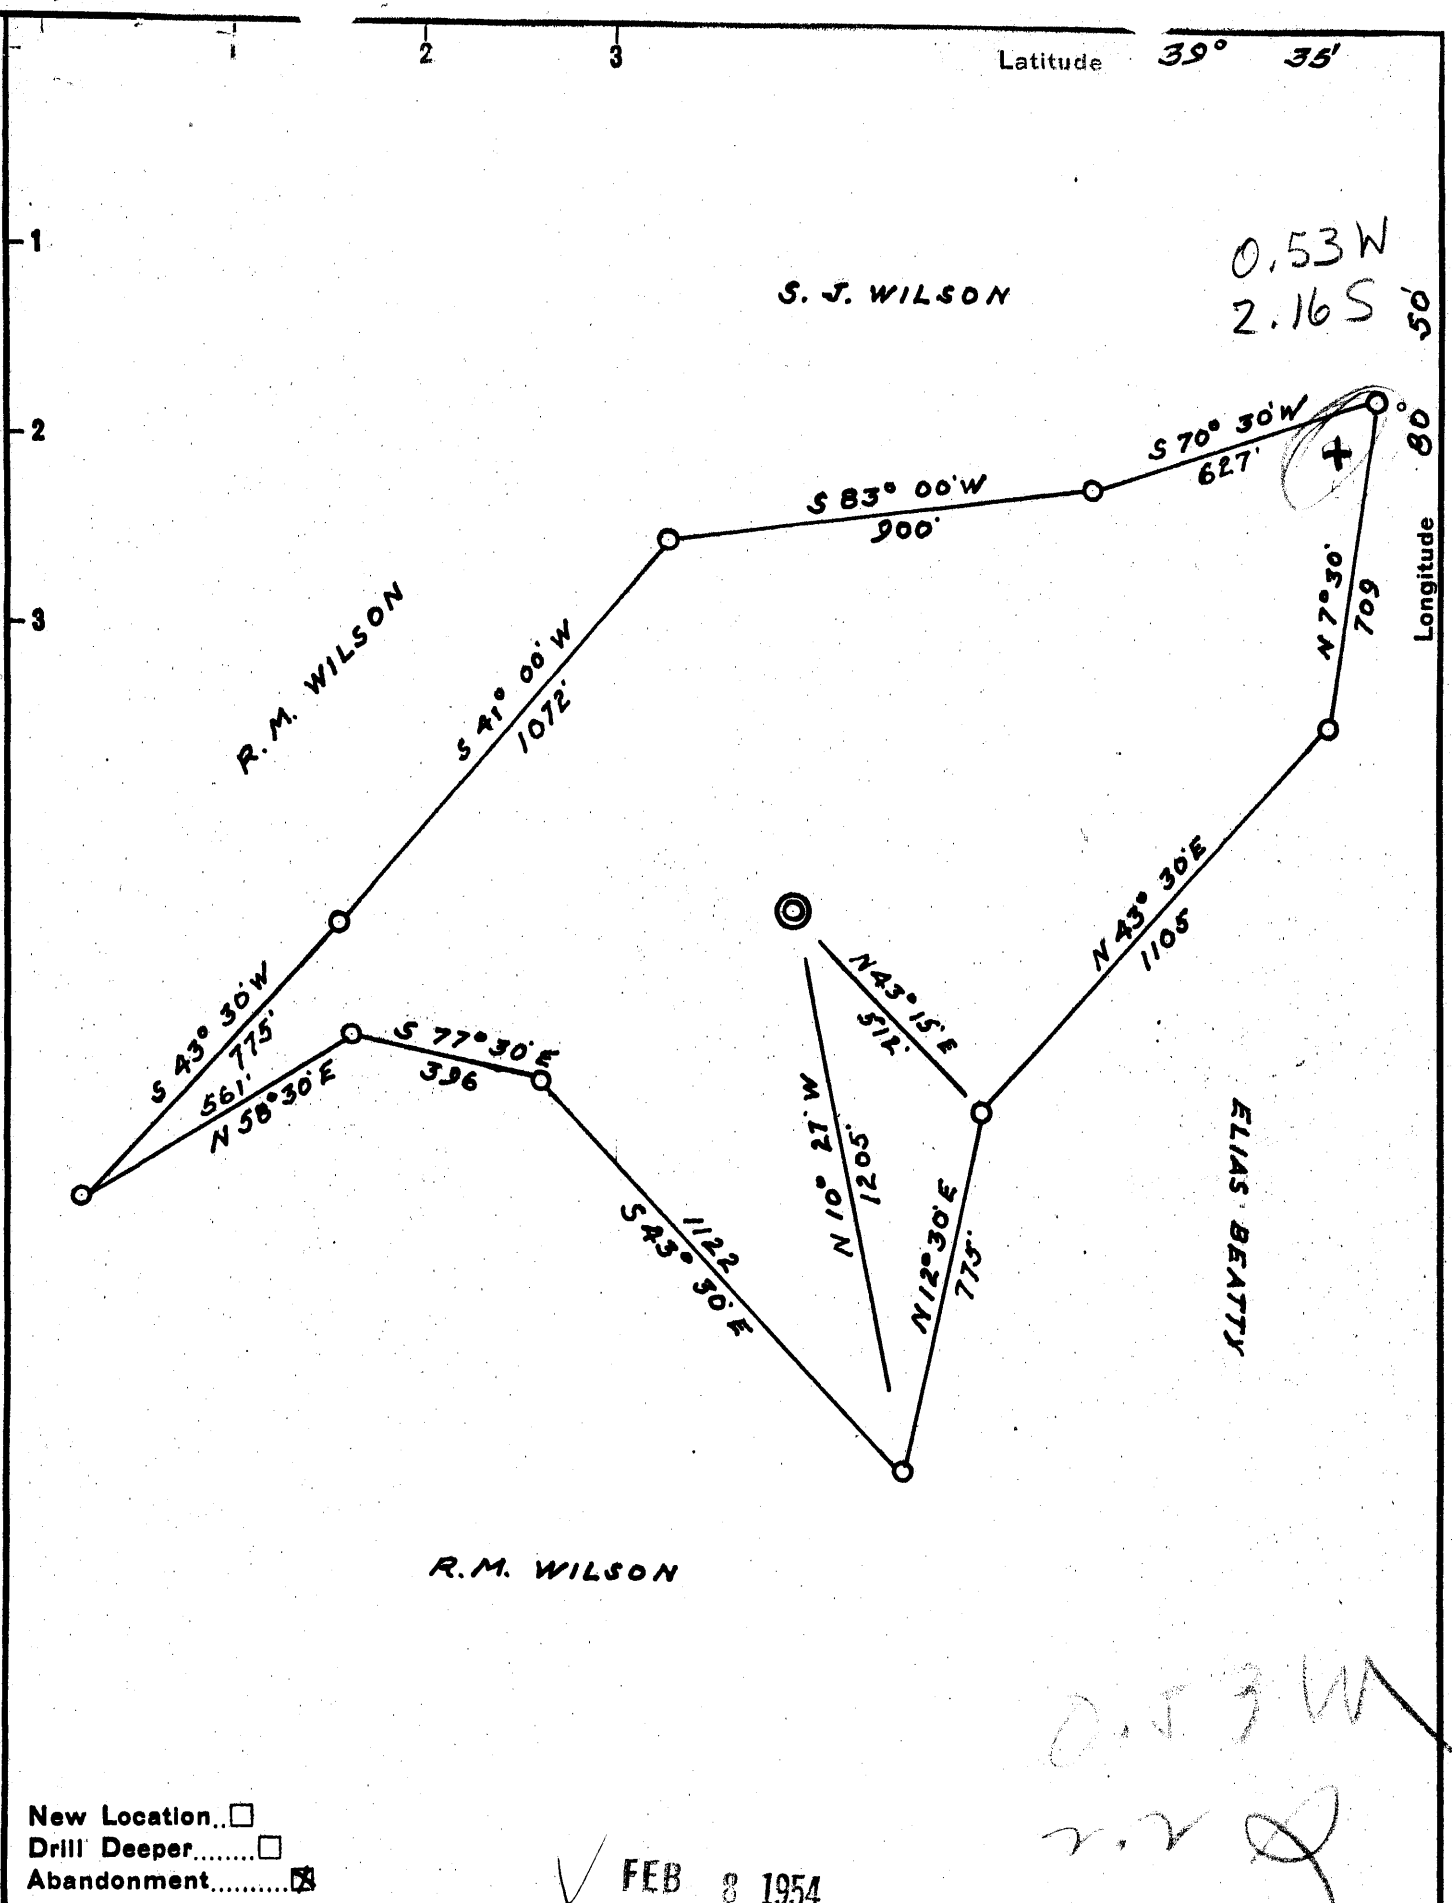 1
2
3
Latitude 39° 35'
1
2
3
0.53 W
2.16 S
80° 50'
Longitude
S. J. WILSON
S 70° 30' W
627'
S 83° 00' W
900'
N 7° 30'
709
R. M. WILSON
S 41° 00' W
1072'
N 43° 30' E
1105
N 43° 15' E
512'
S 43° 30' W
775'
561'
N 58° 30' E
S 77° 30' E
396
N 10° 27' W
1205'
N 12° 30' E
775'
1122
S 43° 30' E
ELIAS BEATTY
R. M. WILSON
New Location..☐
Drill Deeper........☐
Abandonment..........☒
FEB 8 1954